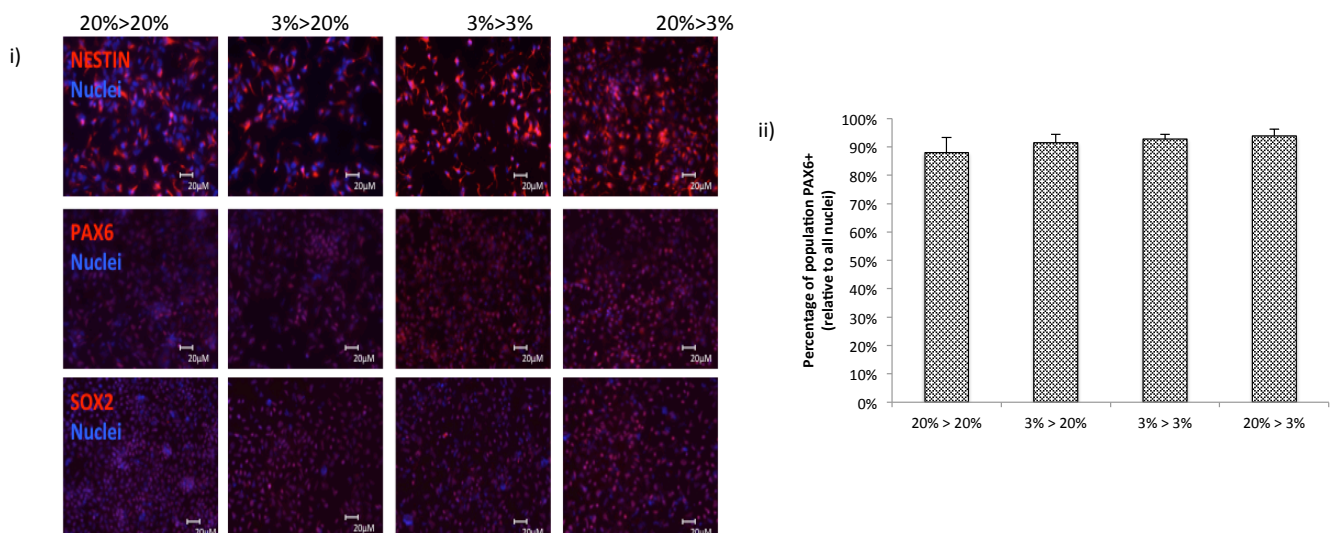 20%>20% 3%>20% 3%>3% 20%>3%
i)
NESTIN
Nuclei
20µM 20µM 20µM 20µM
PAX6
Nuclei
20µM 20µM 20µM 20µM
SOX2
Nuclei
20µM 20µM 20µM 20µM
ii)
Percentage of population PAX6+
(relative to all nuclei)
100%
90%
80%
70%
60%
50%
40%
30%
20%
10%
0%
20% > 20% 3% > 20% 3% > 3% 20% > 3%